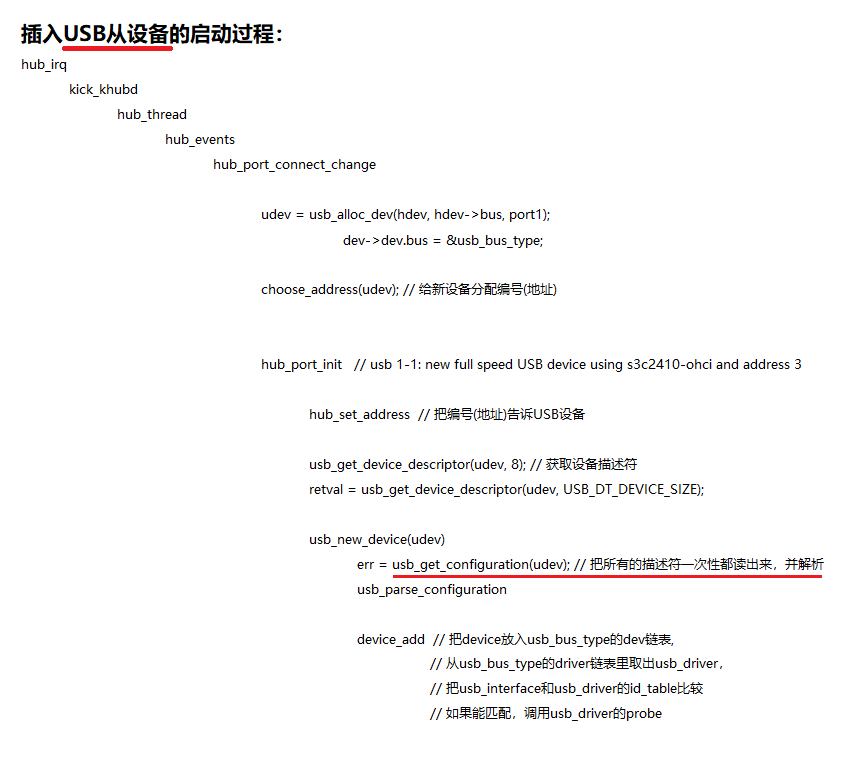 插入USB从设备的启动过程：
hub_irq
kick_khubd
hub_thread
hub_events
hub_port_connect_change
udev = usb_alloc_dev(hdev, hdev->bus, port1);
dev->dev.bus = &usb_bus_type;
choose_address(udev); // 给新设备分配编号(地址)
hub_port_init // usb 1-1: new full speed USB device using s3c2410-ohci and address 3
hub_set_address // 把编号(地址)告诉USB设备
usb_get_device_descriptor(udev, 8); // 获取设备描述符
retval = usb_get_device_descriptor(udev, USB_DT_DEVICE_SIZE);
usb_new_device(udev)
err = usb_get_configuration(udev); // 把所有的描述符一次性都读出来，并解析
usb_parse_configuration
device_add // 把device放入usb_bus_type的dev链表,
// 从usb_bus_type的driver链表里取出usb_driver，
// 把usb_interface和usb_driver的id_table比较
// 如果能匹配，调用usb_driver的probe